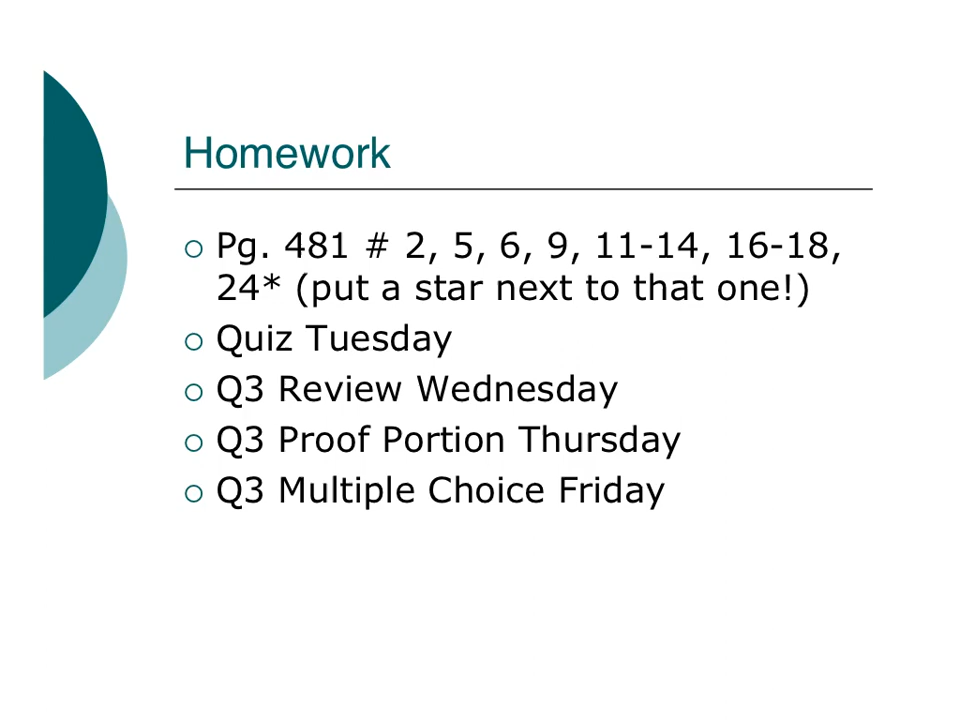 Homework
Pg. 481 # 2, 5, 6, 9, 11-14, 16-18,
24* (put a star next to that one!)
Quiz Tuesday
Q3 Review Wednesday
Q3 Proof Portion Thursday
Q3 Multiple Choice Friday